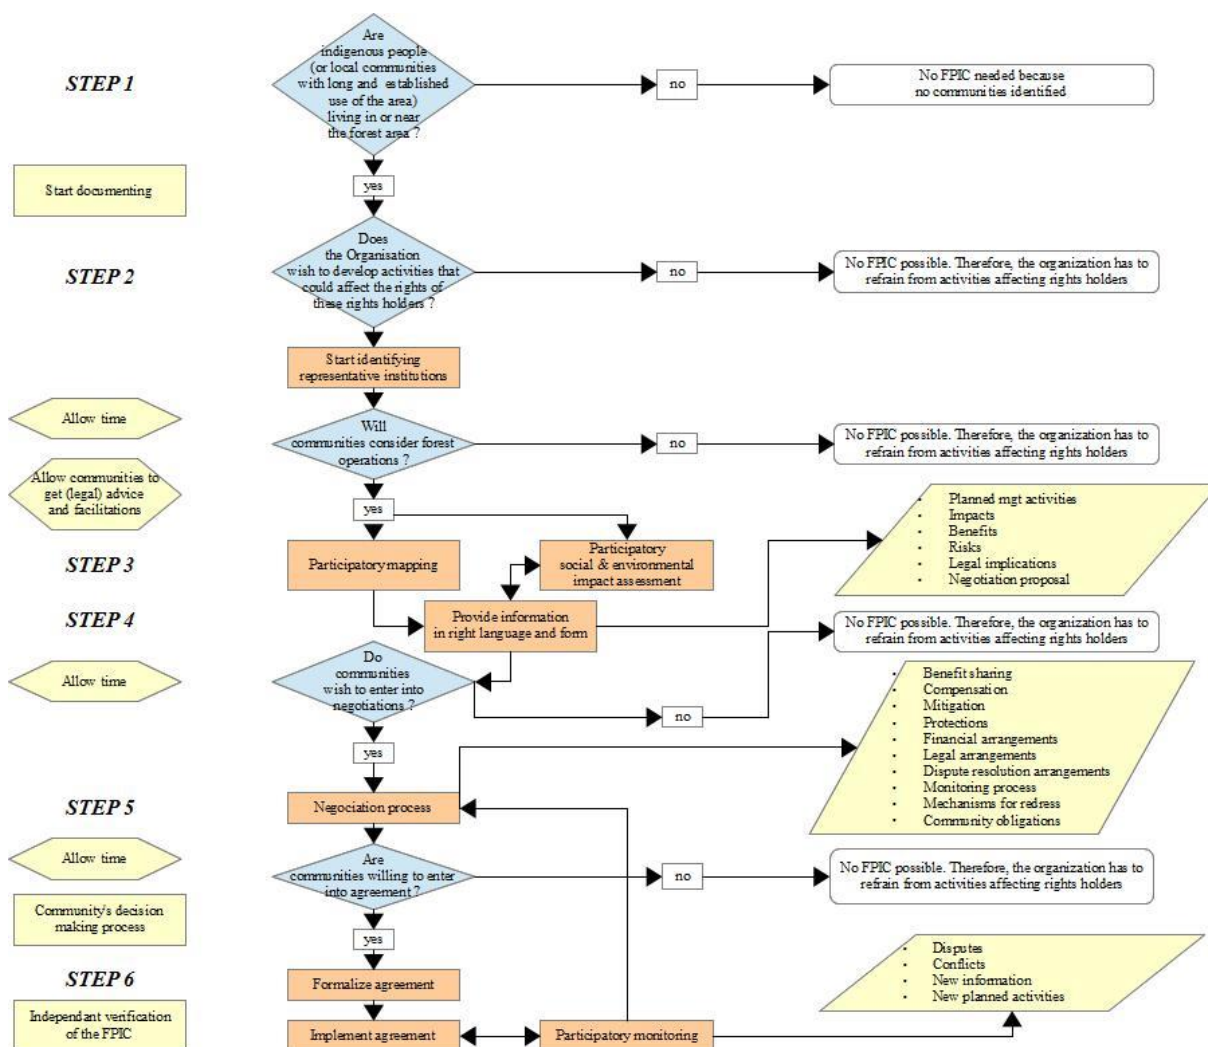 STEP 1
Are
indigenous people
(or local communities
with long and established
use of the area)
living in or near
the forest area ?
no
No FPIC needed because
no communities identified
yes
Start documenting
STEP 2
Does
the Organisation
wish to develop activities that
could affect the rights of
these rights holders ?
no
No FPIC possible. Therefore, the organization has to
refrain from activities affecting rights holders
Start identifying
representative institutions
Allow time
Will
communities consider forest
operations ?
no
No FPIC possible. Therefore, the organization has to
refrain from activities affecting rights holders
Allow communities to
get (legal) advice
and facilitations
yes
• Planned mgt activities
• Impacts
• Benefits
• Risks
• Legal implications
• Negotiation proposal
STEP 3
Participatory mapping
Participatory
social & environmental
impact assessment
STEP 4
Provide information
in right language and form
No FPIC possible. Therefore, the organization has to
refrain from activities affecting rights holders
Allow time
Do
communities
wish to enter into
negotiations ?
no
yes
• Benefit sharing
• Compensation
• Mitigation
• Protections
• Financial arrangements
• Legal arrangements
• Dispute resolution arrangements
• Monitoring process
• Mechanisms for redress
• Community obligations
STEP 5
Negociation process
Allow time
Are
communities willing to enter
into agreement ?
no
No FPIC possible. Therefore, the organization has to
refrain from activities affecting rights holders
Community's decision
making process
yes
• Disputes
• Conflicts
• New information
• New planned activities
STEP 6
Formalize agreement
Independant verification
of the FPIC
Implement agreement
Participatory monitoring